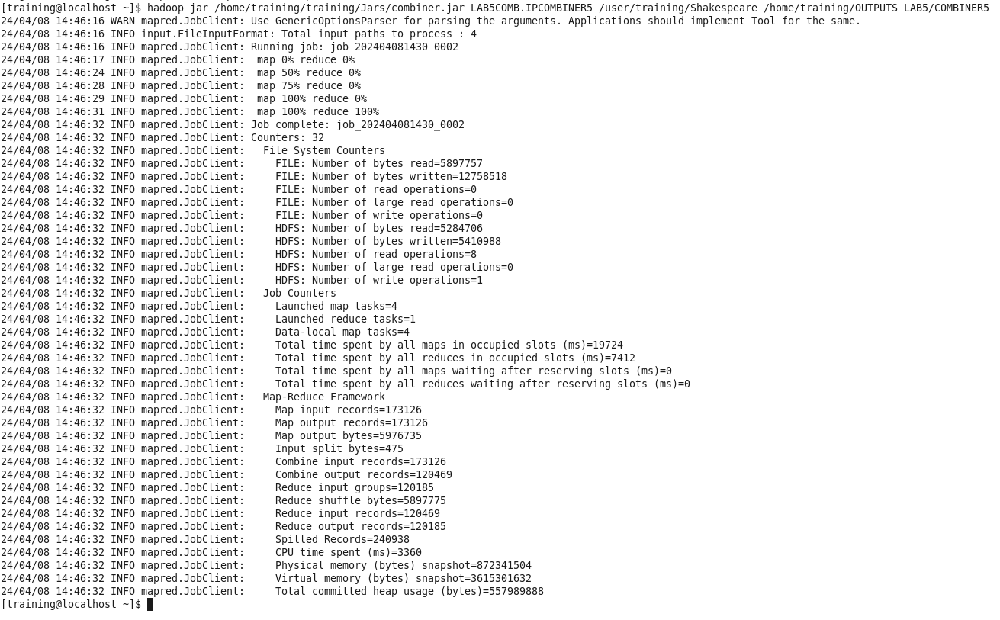 [training@localhost ~]$ hadoop jar /home/training/training/Jars/combiner.jar LAB5COMB.IPCOMBINER5 /user/training/Shakespeare /home/training/OUTPUTS_LAB5/COMBINER5
24/04/08 14:46:16 WARN mapred.JobClient: Use GenericOptionsParser for parsing the arguments. Applications should implement Tool for the same.
24/04/08 14:46:16 INFO input.FileInputFormat: Total input paths to process : 4
24/04/08 14:46:16 INFO mapred.JobClient: Running job: job_202404081430_0002
24/04/08 14:46:17 INFO mapred.JobClient:  map 0% reduce 0%
24/04/08 14:46:24 INFO mapred.JobClient:  map 50% reduce 0%
24/04/08 14:46:28 INFO mapred.JobClient:  map 75% reduce 0%
24/04/08 14:46:29 INFO mapred.JobClient:  map 100% reduce 0%
24/04/08 14:46:31 INFO mapred.JobClient:  map 100% reduce 100%
24/04/08 14:46:32 INFO mapred.JobClient: Job complete: job_202404081430_0002
24/04/08 14:46:32 INFO mapred.JobClient: Counters: 32
24/04/08 14:46:32 INFO mapred.JobClient:   File System Counters
24/04/08 14:46:32 INFO mapred.JobClient:     FILE: Number of bytes read=5897757
24/04/08 14:46:32 INFO mapred.JobClient:     FILE: Number of bytes written=12758518
24/04/08 14:46:32 INFO mapred.JobClient:     FILE: Number of read operations=0
24/04/08 14:46:32 INFO mapred.JobClient:     FILE: Number of large read operations=0
24/04/08 14:46:32 INFO mapred.JobClient:     FILE: Number of write operations=0
24/04/08 14:46:32 INFO mapred.JobClient:     HDFS: Number of bytes read=5284706
24/04/08 14:46:32 INFO mapred.JobClient:     HDFS: Number of bytes written=5410988
24/04/08 14:46:32 INFO mapred.JobClient:     HDFS: Number of read operations=8
24/04/08 14:46:32 INFO mapred.JobClient:     HDFS: Number of large read operations=0
24/04/08 14:46:32 INFO mapred.JobClient:     HDFS: Number of write operations=1
24/04/08 14:46:32 INFO mapred.JobClient:   Job Counters
24/04/08 14:46:32 INFO mapred.JobClient:     Launched map tasks=4
24/04/08 14:46:32 INFO mapred.JobClient:     Launched reduce tasks=1
24/04/08 14:46:32 INFO mapred.JobClient:     Data-local map tasks=4
24/04/08 14:46:32 INFO mapred.JobClient:     Total time spent by all maps in occupied slots (ms)=19724
24/04/08 14:46:32 INFO mapred.JobClient:     Total time spent by all reduces in occupied slots (ms)=7412
24/04/08 14:46:32 INFO mapred.JobClient:     Total time spent by all maps waiting after reserving slots (ms)=0
24/04/08 14:46:32 INFO mapred.JobClient:     Total time spent by all reduces waiting after reserving slots (ms)=0
24/04/08 14:46:32 INFO mapred.JobClient:   Map-Reduce Framework
24/04/08 14:46:32 INFO mapred.JobClient:     Map input records=173126
24/04/08 14:46:32 INFO mapred.JobClient:     Map output records=173126
24/04/08 14:46:32 INFO mapred.JobClient:     Map output bytes=5976735
24/04/08 14:46:32 INFO mapred.JobClient:     Input split bytes=475
24/04/08 14:46:32 INFO mapred.JobClient:     Combine input records=173126
24/04/08 14:46:32 INFO mapred.JobClient:     Combine output records=120469
24/04/08 14:46:32 INFO mapred.JobClient:     Reduce input groups=120185
24/04/08 14:46:32 INFO mapred.JobClient:     Reduce shuffle bytes=5897775
24/04/08 14:46:32 INFO mapred.JobClient:     Reduce input records=120469
24/04/08 14:46:32 INFO mapred.JobClient:     Reduce output records=120185
24/04/08 14:46:32 INFO mapred.JobClient:     Spilled Records=240938
24/04/08 14:46:32 INFO mapred.JobClient:     CPU time spent (ms)=3360
24/04/08 14:46:32 INFO mapred.JobClient:     Physical memory (bytes) snapshot=872341504
24/04/08 14:46:32 INFO mapred.JobClient:     Virtual memory (bytes) snapshot=3615301632
24/04/08 14:46:32 INFO mapred.JobClient:     Total committed heap usage (bytes)=557989888
[training@localhost ~]$